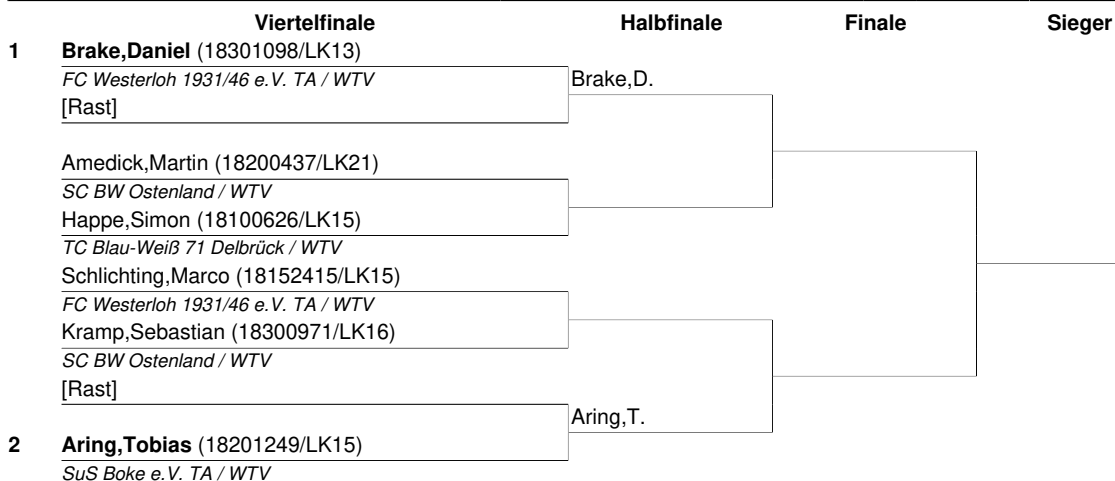 Viertelfinale Halbfinale Finale Sieger
1 Brake,Daniel (18301098/LK13)
FC Westerloh 1931/46 e.V. TA / WTV Brake,D.
[Rast]
Amedick,Martin (18200437/LK21)
SC BW Ostenland / WTV
Happe,Simon (18100626/LK15)
TC Blau-Weiß 71 Delbrück / WTV
Schlichting,Marco (18152415/LK15)
FC Westerloh 1931/46 e.V. TA / WTV
Kramp,Sebastian (18300971/LK16)
SC BW Ostenland / WTV
[Rast]
Aring,T.
2 Aring,Tobias (18201249/LK15)
SuS Boke e.V. TA / WTV